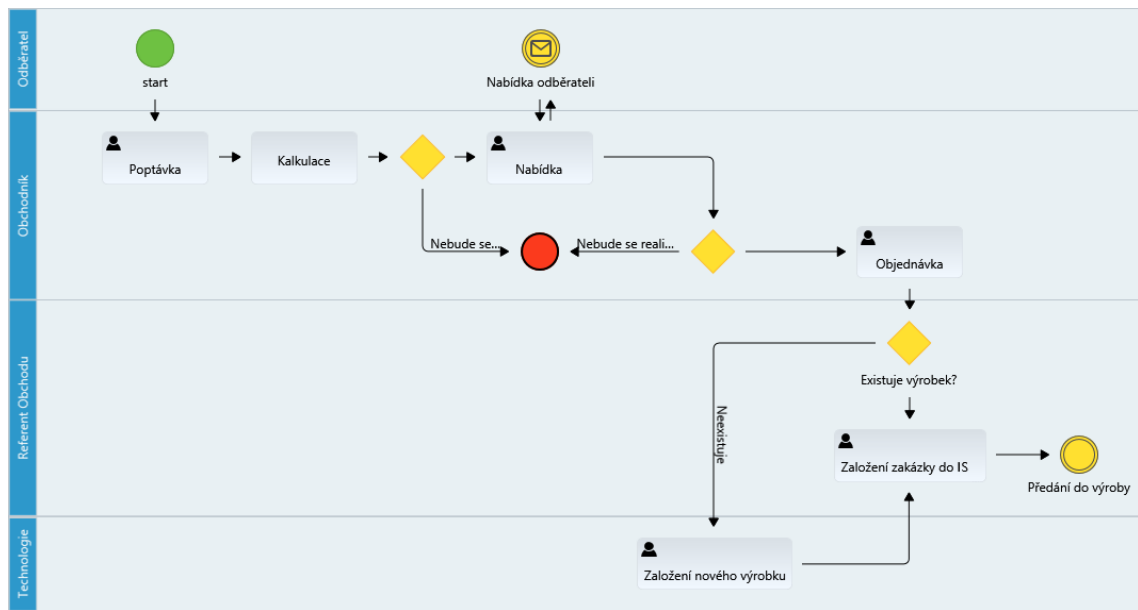 Odběratel
start
Nabídka odběrateli
Obchodník
Poptávka
Kalkulace
Nabídka
Nebude se...
Nebude se reali...
Objednávka
Referent Obchodu
Existuje výrobek?
Neexistuje
Založení zakázky do IS
Předání do výroby
Technologie
Založení nového výrobku